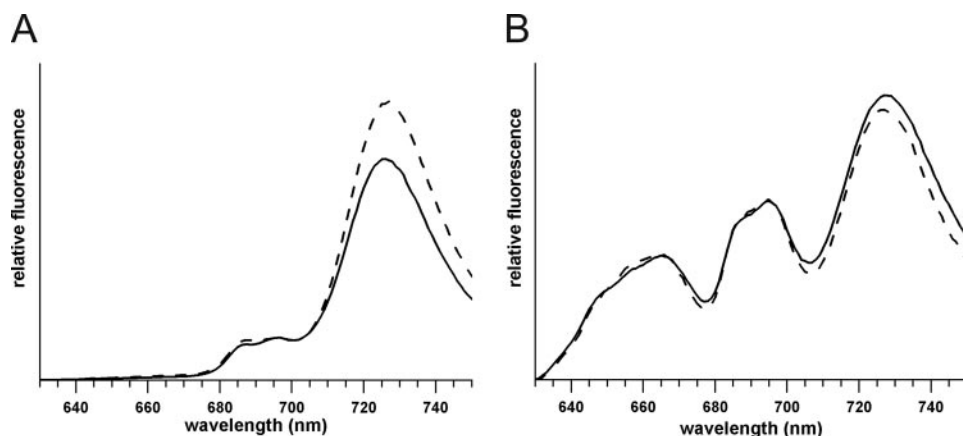 A
relative fluorescence
640 660 680 700 720 740
wavelength (nm)
B
relative fluorescence
640 660 680 700 720 740
wavelength (nm)